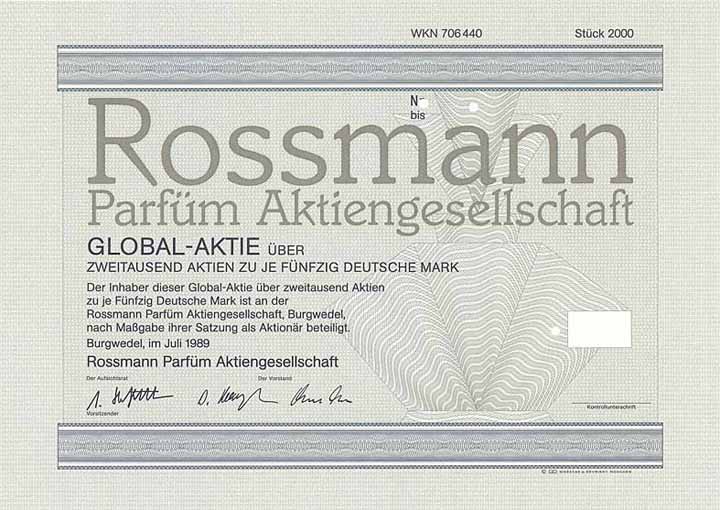 WKN 706 440 Stück 2000
N-
bis
Rossmann
Parfüm Aktiengesellschaft
GLOBAL-AKTIE ÜBER
ZWEITAUSEND AKTIEN ZU JE FÜNFZIG DEUTSCHE MARK
Der Inhaber dieser Global-Aktie über zweitausend Aktien
zu je Fünfzig Deutsche Mark ist an der
Rossmann Parfüm Aktiengesellschaft, Burgwedel,
nach Maßgabe ihrer Satzung als Aktionär beteiligt.
Burgwedel, im Juli 1989
Rossmann Parfüm Aktiengesellschaft
Der Aufsichtsrat Der Vorstand
Vorsitzender
Kontrollunterschrift